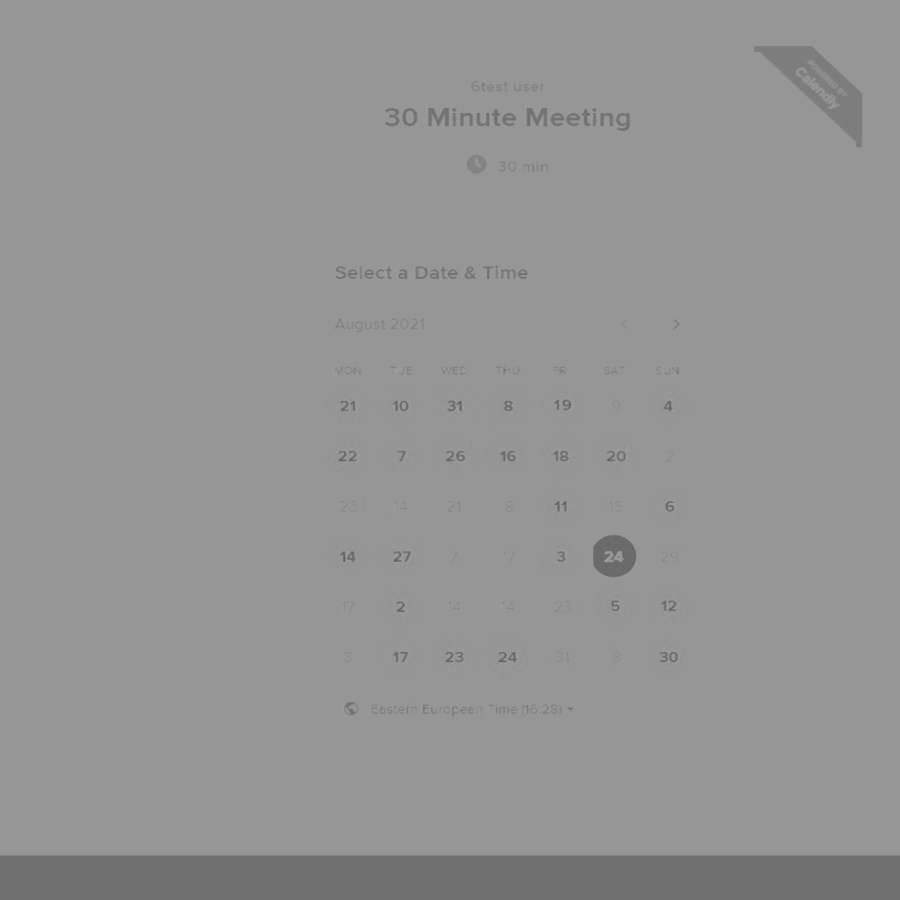 6test user
30 Minute Meeting
30 min
POWERED BY
Calendly
Select a Date & Time
August 2021
MON TUE WED THU FRI SAT SUN
21 10 31 8 19 9 4
22 7 26 16 18 20 2
23 14 21 8 11 15 6
14 27 7 17 3 24 29
17 2 14 14 23 5 12
3 17 23 24 31 8 30
Eastern European Time (16:28)